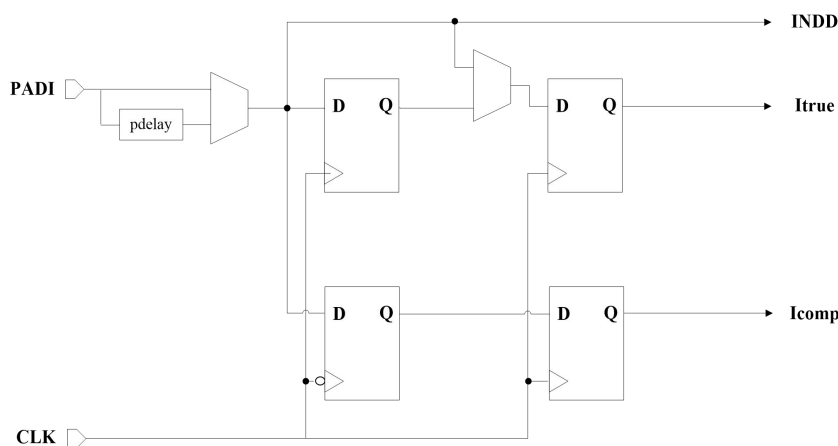 INDD
PADI
pdelay
D Q
D Q
Itrue
D Q
D Q
Icomp
CLK